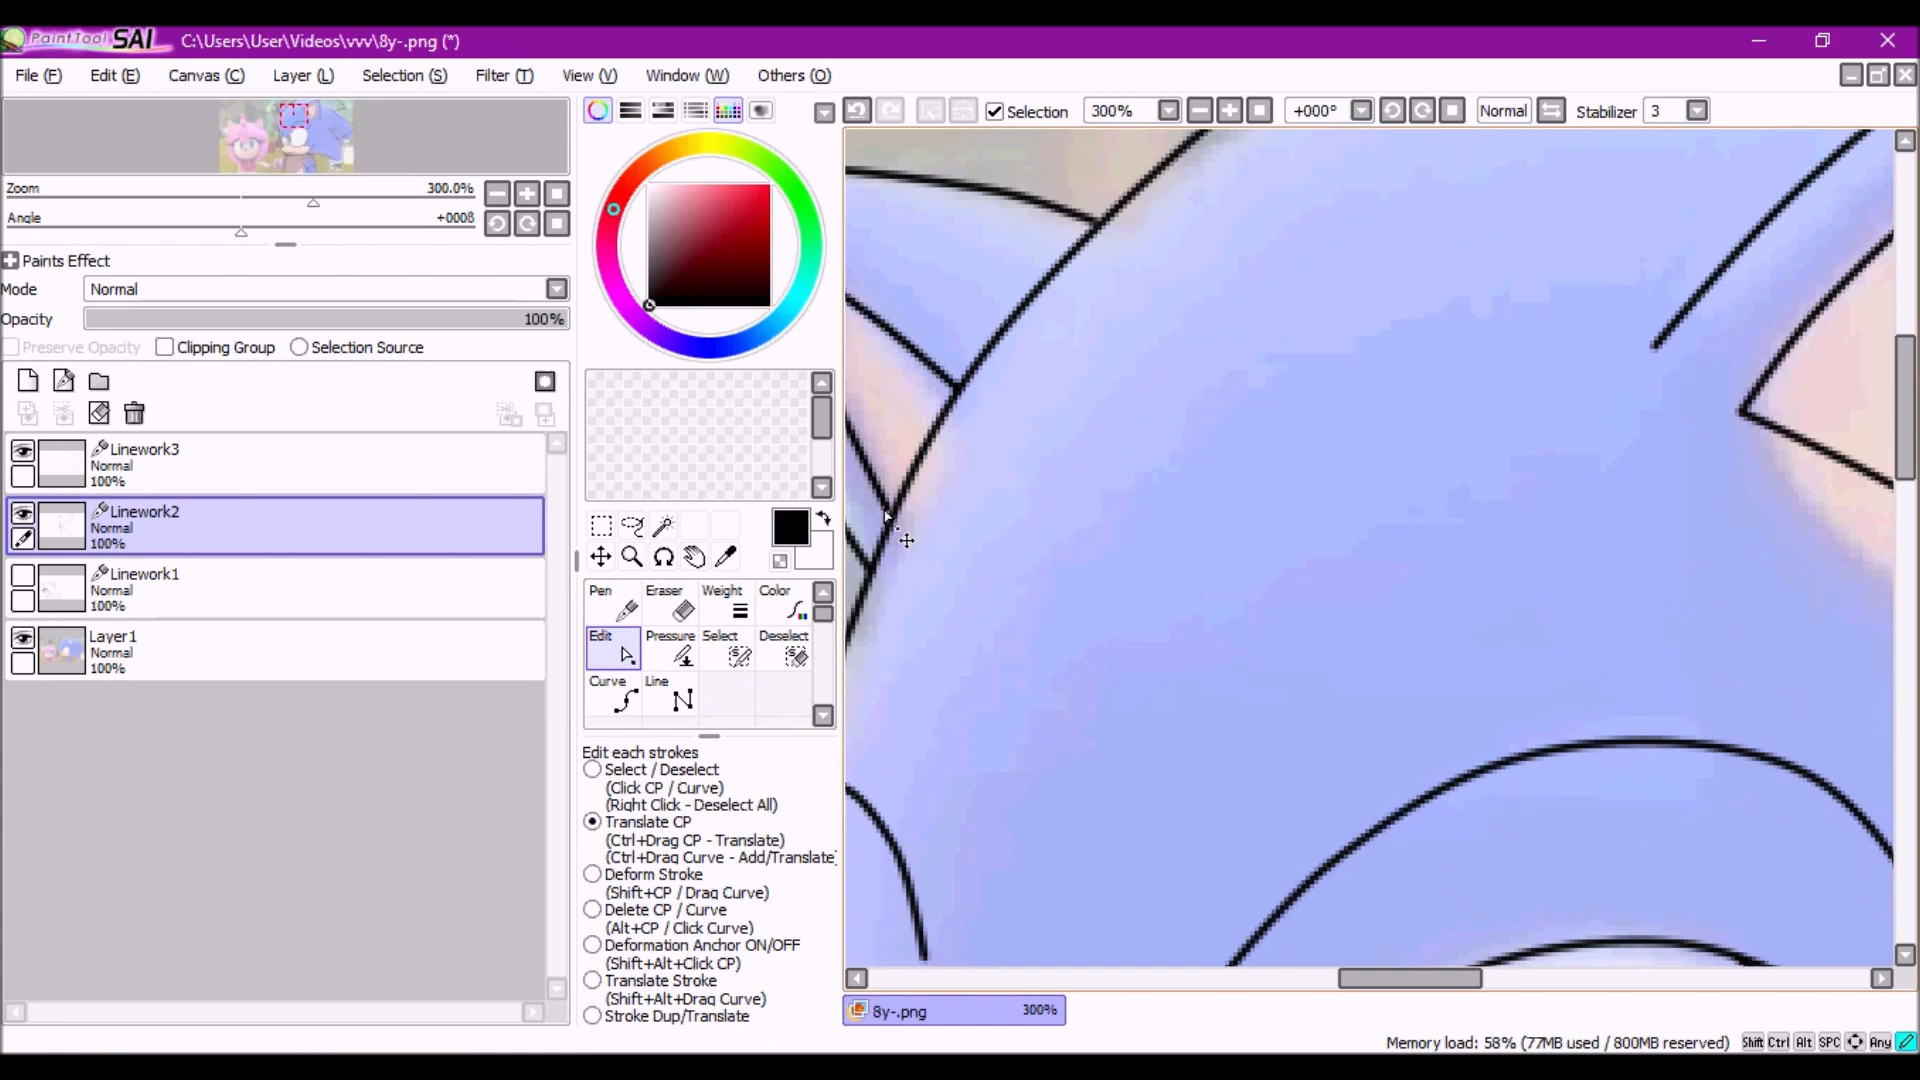 PaintTool SAI C:\Users\User\Videos\vvv\8y-.png (*)
File (F) Edit (E) Canvas (C) Layer (L) Selection (S) Filter (T) View (V) Window (W) Others (O)
Selection 300% +000° Normal Stabilizer 3
Zoom 300.0%
Angle +000ß
Paints Effect
Mode Normal
Opacity 100%
Preserve Opacity Clipping Group Selection Source
Linework3
Normal
100%
Linework2
Normal
100%
Linework1
Normal
100%
Layer1
Normal
100%
Pen Eraser Weight Color
Edit Pressure Select Deselect
Curve Line
Edit each strokes
Select / Deselect
(Click CP / Curve)
(Right Click - Deselect All)
Translate CP
(Ctrl+Drag CP - Translate)
(Ctrl+Drag Curve - Add/Translate
Deform Stroke
(Shift+CP / Drag Curve)
Delete CP / Curve
(Alt+CP / Click Curve)
Deformation Anchor ON/OFF
(Shift+Alt+Click CP)
Translate Stroke
(Shift+Alt+Drag Curve)
Stroke Dup/Translate
8y-.png 300%
Memory load: 58% (77MB used / 800MB reserved) Shift Ctrl Alt SPC Any